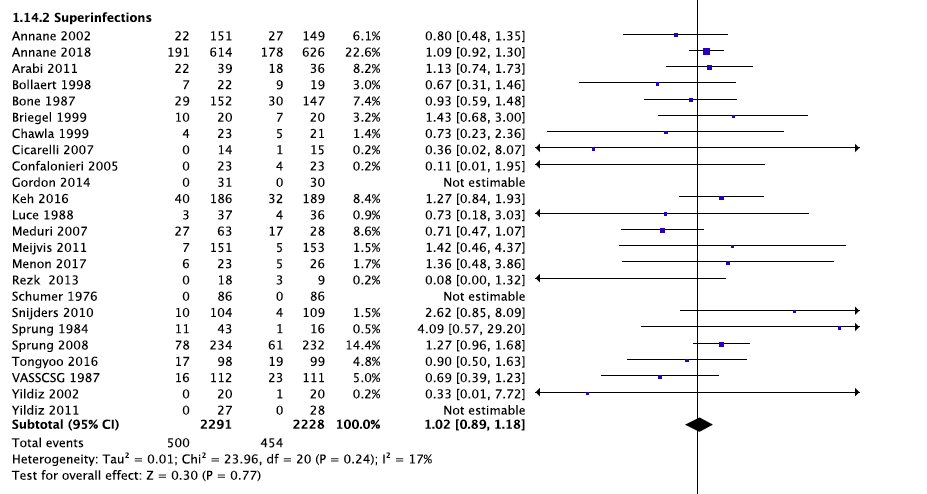 1.14.2 Superinfections
Annane 2002 22 151 27 149 6.1% 0.80 [0.48, 1.35]
Annane 2018 191 614 178 626 22.6% 1.09 [0.92, 1.30]
Arabi 2011 22 39 18 36 8.2% 1.13 [0.74, 1.73]
Bollaert 1998 7 22 9 19 3.0% 0.67 [0.31, 1.46]
Bone 1987 29 152 30 147 7.4% 0.93 [0.59, 1.48]
Briegel 1999 10 20 7 20 3.2% 1.43 [0.68, 3.00]
Chawla 1999 4 23 5 21 1.4% 0.73 [0.23, 2.36]
Cicarelli 2007 0 14 1 15 0.2% 0.36 [0.02, 8.07]
Confalonieri 2005 0 23 4 23 0.2% 0.11 [0.01, 1.95]
Gordon 2014 0 31 0 30 Not estimable
Keh 2016 40 186 32 189 8.4% 1.27 [0.84, 1.93]
Luce 1988 3 37 4 36 0.9% 0.73 [0.18, 3.03]
Meduri 2007 27 63 17 28 8.6% 0.71 [0.47, 1.07]
Meijvis 2011 7 151 5 153 1.5% 1.42 [0.46, 4.37]
Menon 2017 6 23 5 26 1.7% 1.36 [0.48, 3.86]
Rezk 2013 0 18 3 9 0.2% 0.08 [0.00, 1.32]
Schumer 1976 0 86 0 86 Not estimable
Snijders 2010 10 104 4 109 1.5% 2.62 [0.85, 8.09]
Sprung 1984 11 43 1 16 0.5% 4.09 [0.57, 29.20]
Sprung 2008 78 234 61 232 14.4% 1.27 [0.96, 1.68]
Tongyoo 2016 17 98 19 99 4.8% 0.90 [0.50, 1.63]
VASSCSG 1987 16 112 23 111 5.0% 0.69 [0.39, 1.23]
Yildiz 2002 0 20 1 20 0.2% 0.33 [0.01, 7.72]
Yildiz 2011 0 27 0 28 Not estimable
Subtotal (95% CI) 2291 2228 100.0% 1.02 [0.89, 1.18]
Total events 500 454
Heterogeneity: Tau² = 0.01; Chi² = 23.96, df = 20 (P = 0.24); I² = 17%
Test for overall effect: Z = 0.30 (P = 0.77)